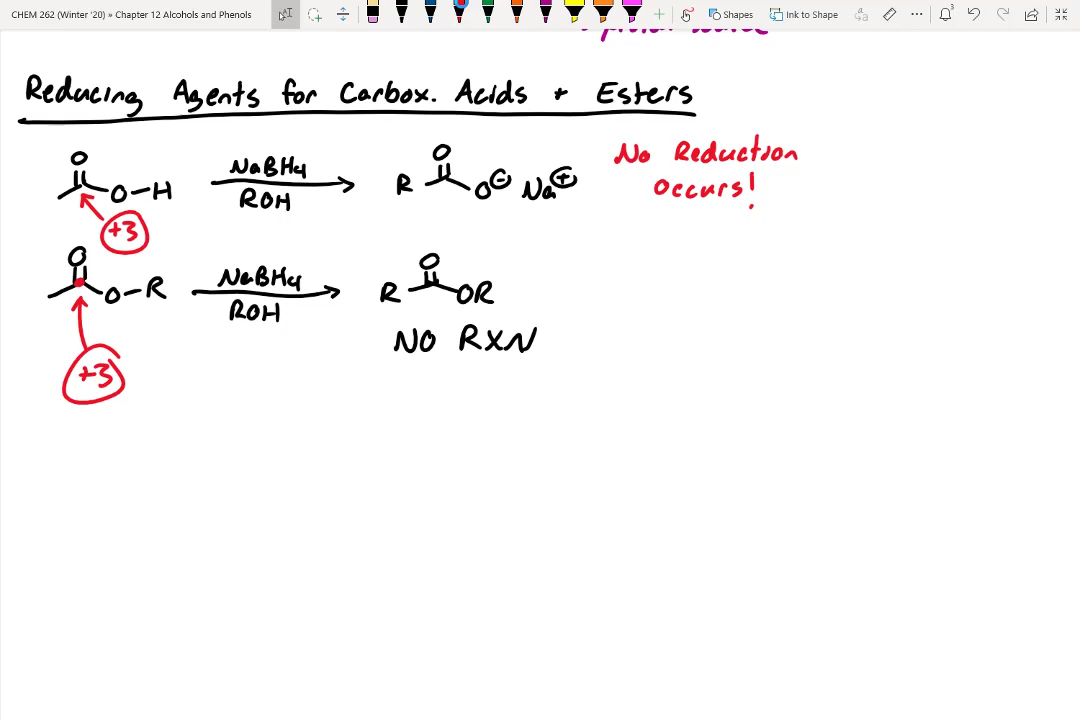 CHEM 262 (Winter '20) » Chapter 12 Alcohols and Phenols
Shapes
Ink to Shape
3
Reducing Agents for Carbox. Acids + Esters
O
O-H
+3
NaBH4
ROH
O
R O⊖ Na⊕
No Reduction
Occurs!
O
O-R
+3
NaBH4
ROH
O
R OR
NO RXN